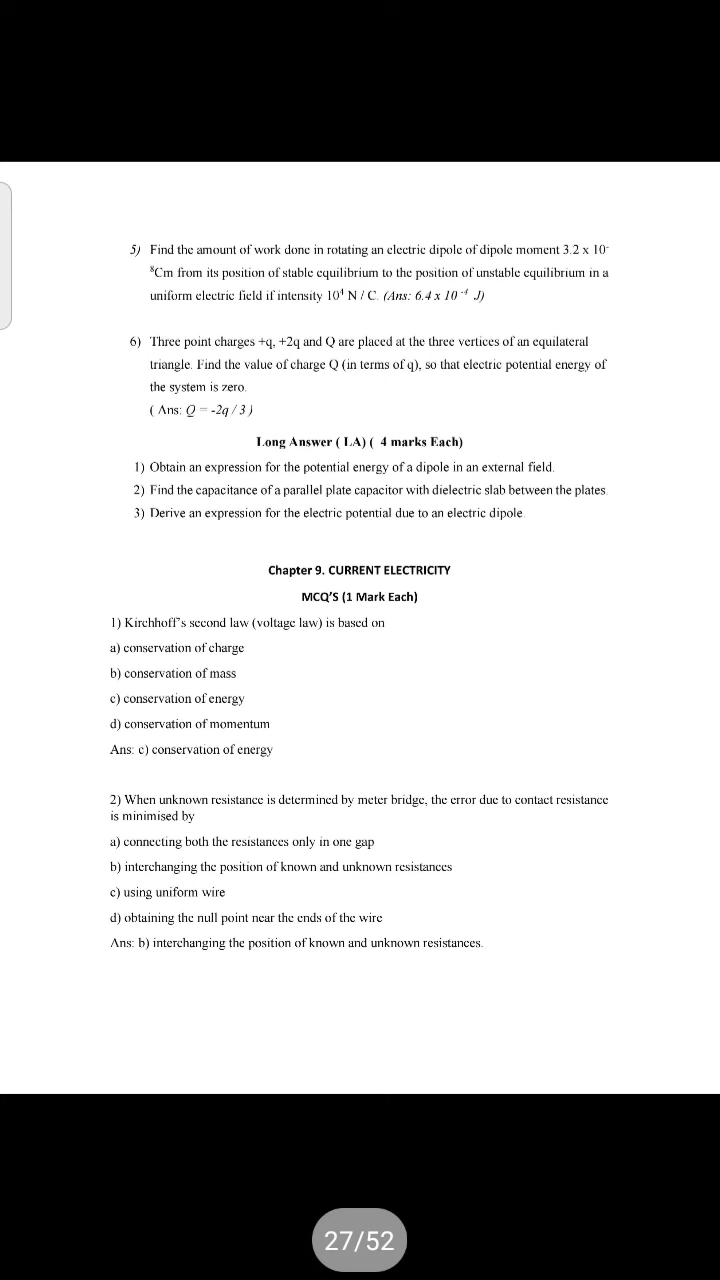 5) Find the amount of work done in rotating an electric dipole of dipole moment 3.2 x 10⁻
⁸Cm from its position of stable equilibrium to the position of unstable equilibrium in a
uniform electric field if intensity 10⁴ N / C. (Ans: 6.4 x 10 ⁻⁴ J)
6) Three point charges +q, +2q and Q are placed at the three vertices of an equilateral
triangle. Find the value of charge Q (in terms of q), so that electric potential energy of
the system is zero.
( Ans: Q = -2q / 3 )
Long Answer ( LA) ( 4 marks Each)
1) Obtain an expression for the potential energy of a dipole in an external field.
2) Find the capacitance of a parallel plate capacitor with dielectric slab between the plates.
3) Derive an expression for the electric potential due to an electric dipole.
Chapter 9. CURRENT ELECTRICITY
MCQ'S (1 Mark Each)
1) Kirchhoff's second law (voltage law) is based on
a) conservation of charge
b) conservation of mass
c) conservation of energy
d) conservation of momentum
Ans: c) conservation of energy
2) When unknown resistance is determined by meter bridge, the error due to contact resistance
is minimised by
a) connecting both the resistances only in one gap
b) interchanging the position of known and unknown resistances
c) using uniform wire
d) obtaining the null point near the ends of the wire
Ans: b) interchanging the position of known and unknown resistances.
27/52